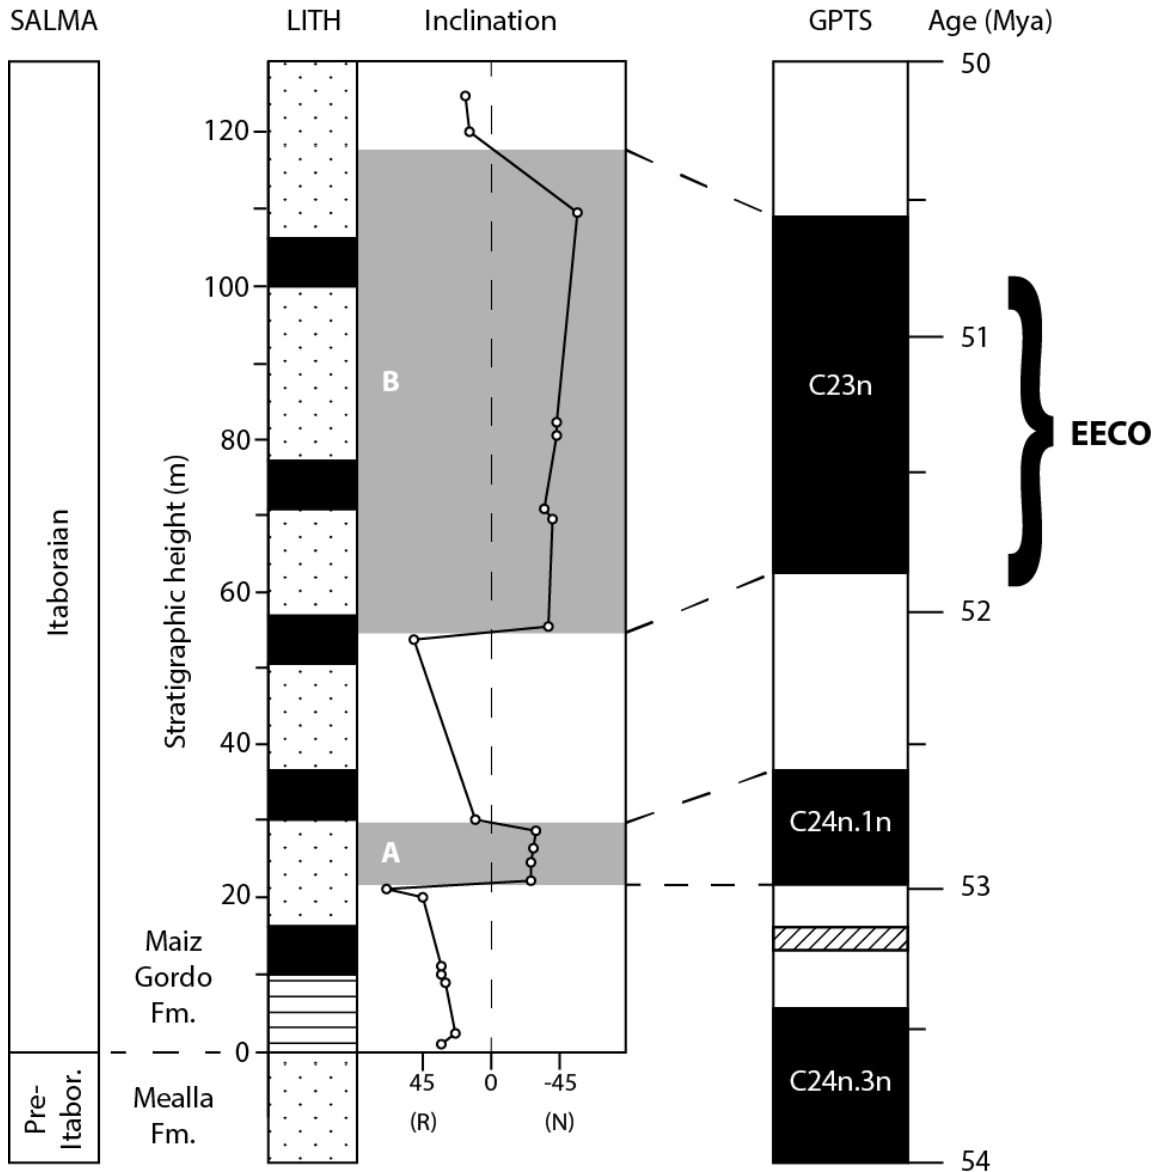 SALMA
LITH
Inclination
GPTS
Age (Mya)
Itaboraian
Pre-
Itabor.
Maiz
Gordo
Fm.
Mealla
Fm.
Stratigraphic height (m)
120
100
80
60
40
20
0
B
A
45
0
-45
(R)
(N)
C23n
C24n.1n
C24n.3n
50
51
52
53
54
EECO